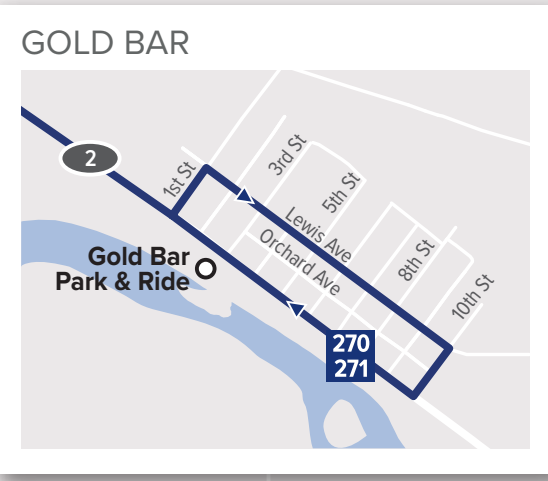 GOLD BAR
2
1st St
3rd St
5th St
Lewis Ave
Orchard Ave
8th St
10th St
Gold Bar
Park & Ride
270
271